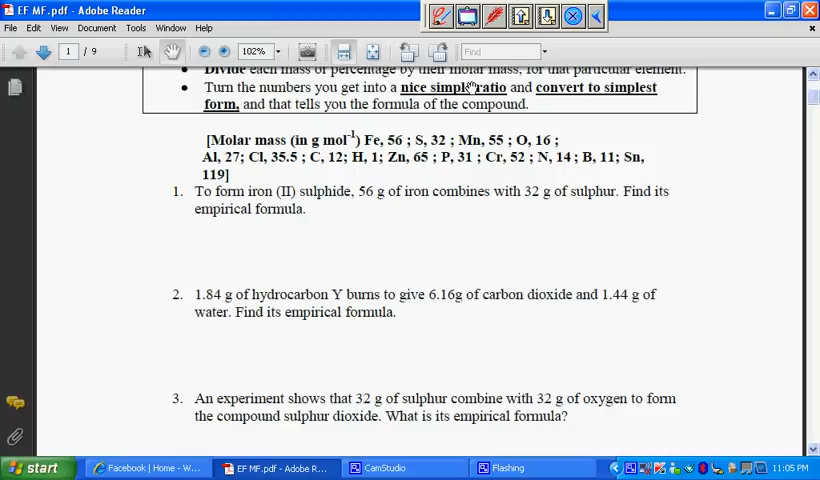 EF MF.pdf - Adobe Reader
File Edit View Document Tools Window Help
1 / 9 102% Find
• Divide each mass or percentage by their molar mass, for that particular element.
• Turn the numbers you get into a nice simple ratio and convert to simplest
form, and that tells you the formula of the compound.
[Molar mass (in g mol-1) Fe, 56 ; S, 32 ; Mn, 55 ; O, 16 ;
Al, 27; Cl, 35.5 ; C, 12; H, 1; Zn, 65 ; P, 31 ; Cr, 52 ; N, 14 ; B, 11; Sn,
119]
1. To form iron (II) sulphide, 56 g of iron combines with 32 g of sulphur. Find its
empirical formula.
2. 1.84 g of hydrocarbon Y burns to give 6.16g of carbon dioxide and 1.44 g of
water. Find its empirical formula.
3. An experiment shows that 32 g of sulphur combine with 32 g of oxygen to form
the compound sulphur dioxide. What is its empirical formula?
start Facebook | Home - W... EF MF.pdf - Adobe R... CamStudio Flashing 11:05 PM